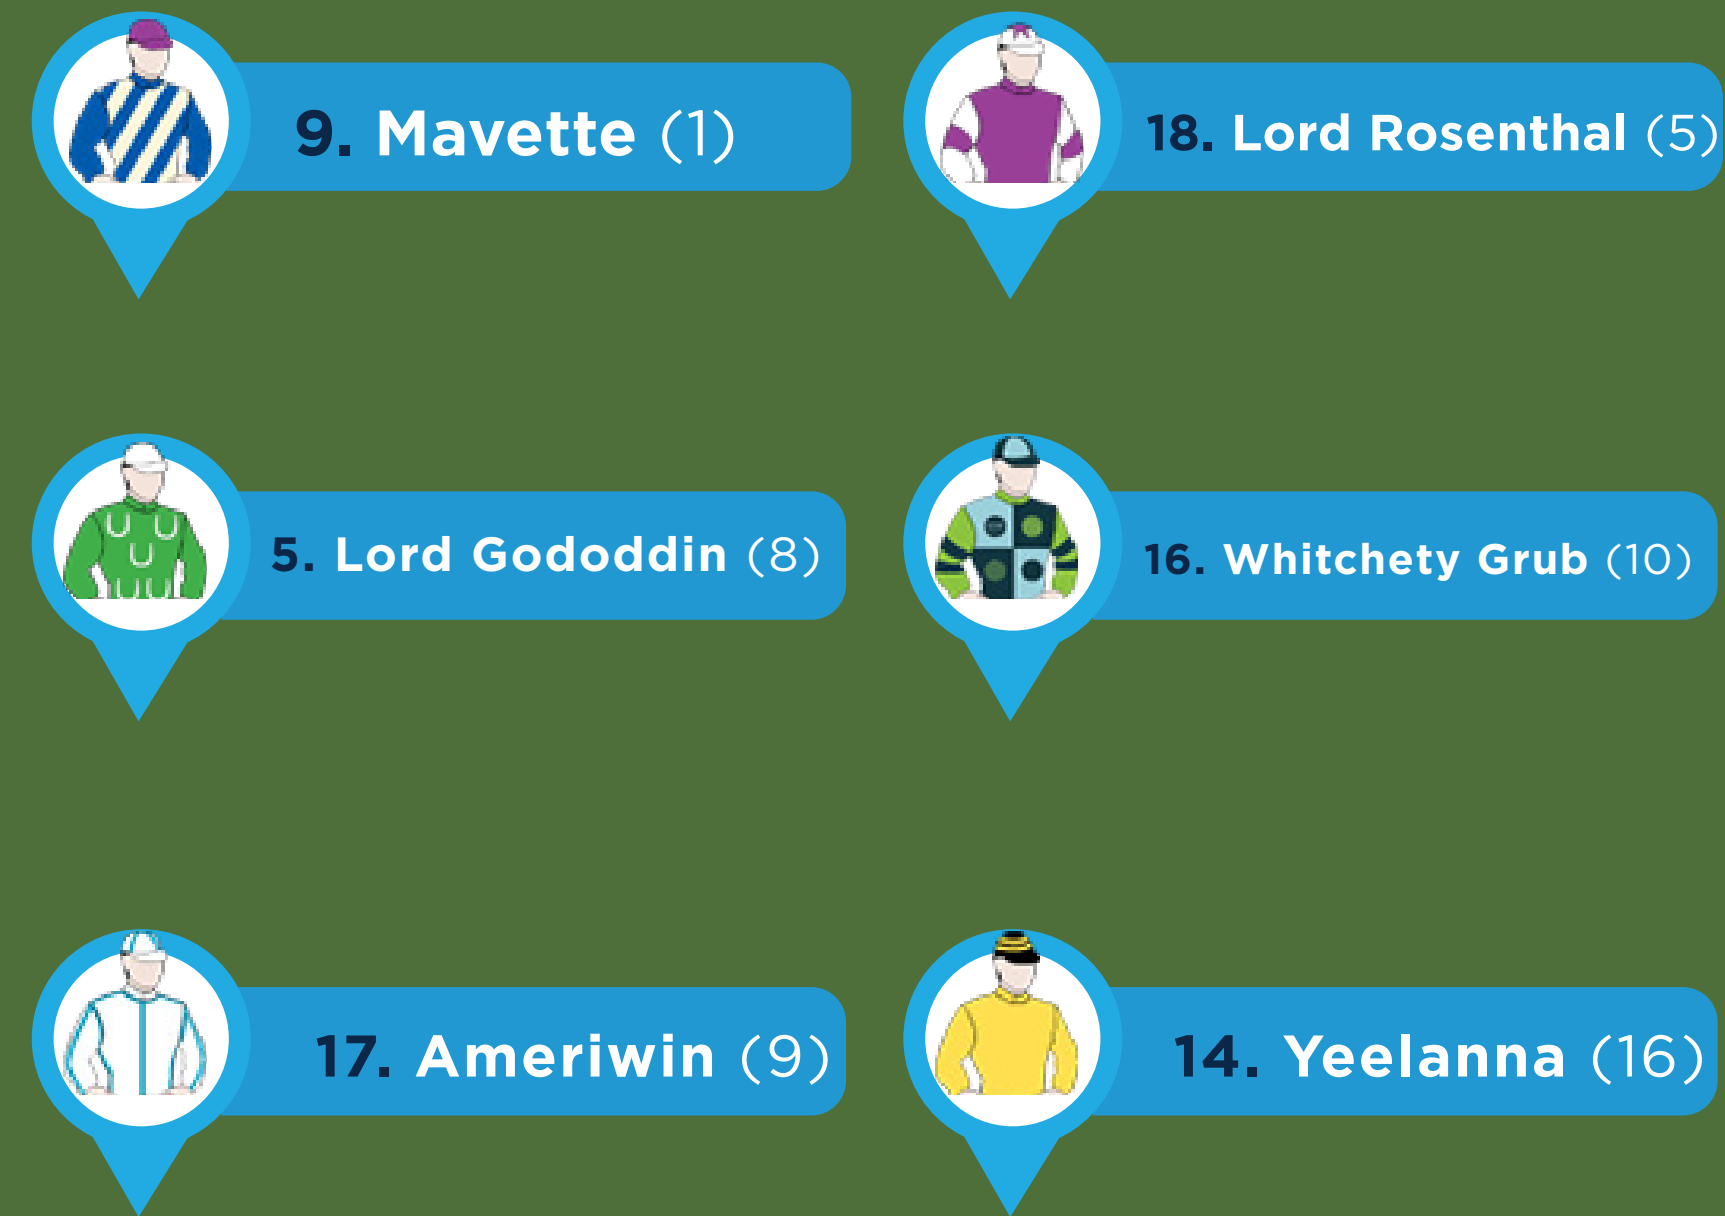 9. Mavette (1)
18. Lord Rosenthal (5)
5. Lord Gododdin (8)
16. Whitchety Grub (10)
17. Ameriwin (9)
14. Yeelanna (16)